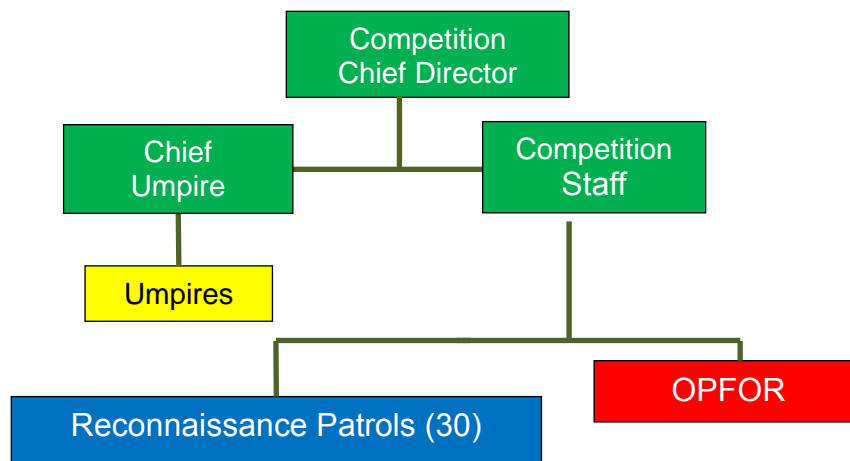 Competition
Chief Director
Chief
Umpire
Competition
Staff
Umpires
OPFOR
Reconnaissance Patrols (30)